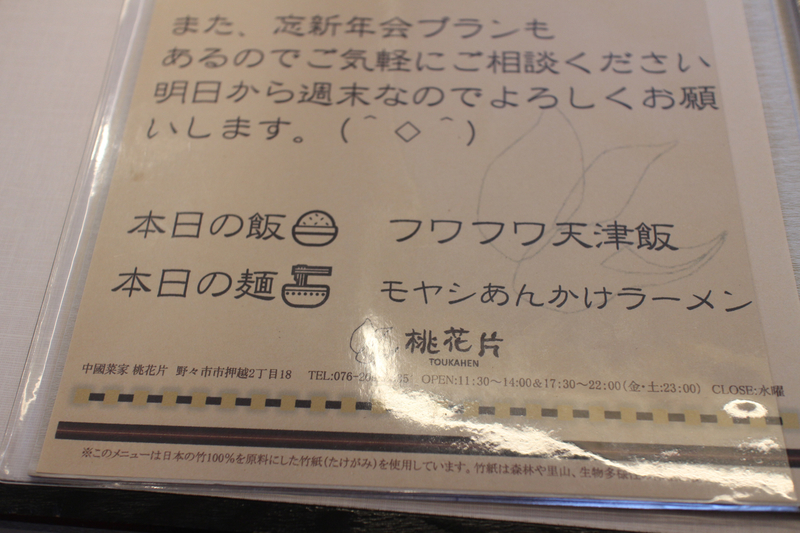 また、忘新年会プランも
あるのでご気軽にご相談ください
明日から週末なのでよろしくお願
いします。(＾◇＾)
本日の飯 フワフワ天津飯
本日の麺 モヤシあんかけラーメン
桃花片
TOUKAHEN
中國菜家 桃花片 野々市市押越2丁目18 TEL:076- OPEN:11:30〜14:00&17:30〜22:00(金・土:23:00) CLOSE:水曜
※このメニューは日本の竹100%を原料にした竹紙(たけがみ)を使用しています。竹紙は森林や里山、生物多様性